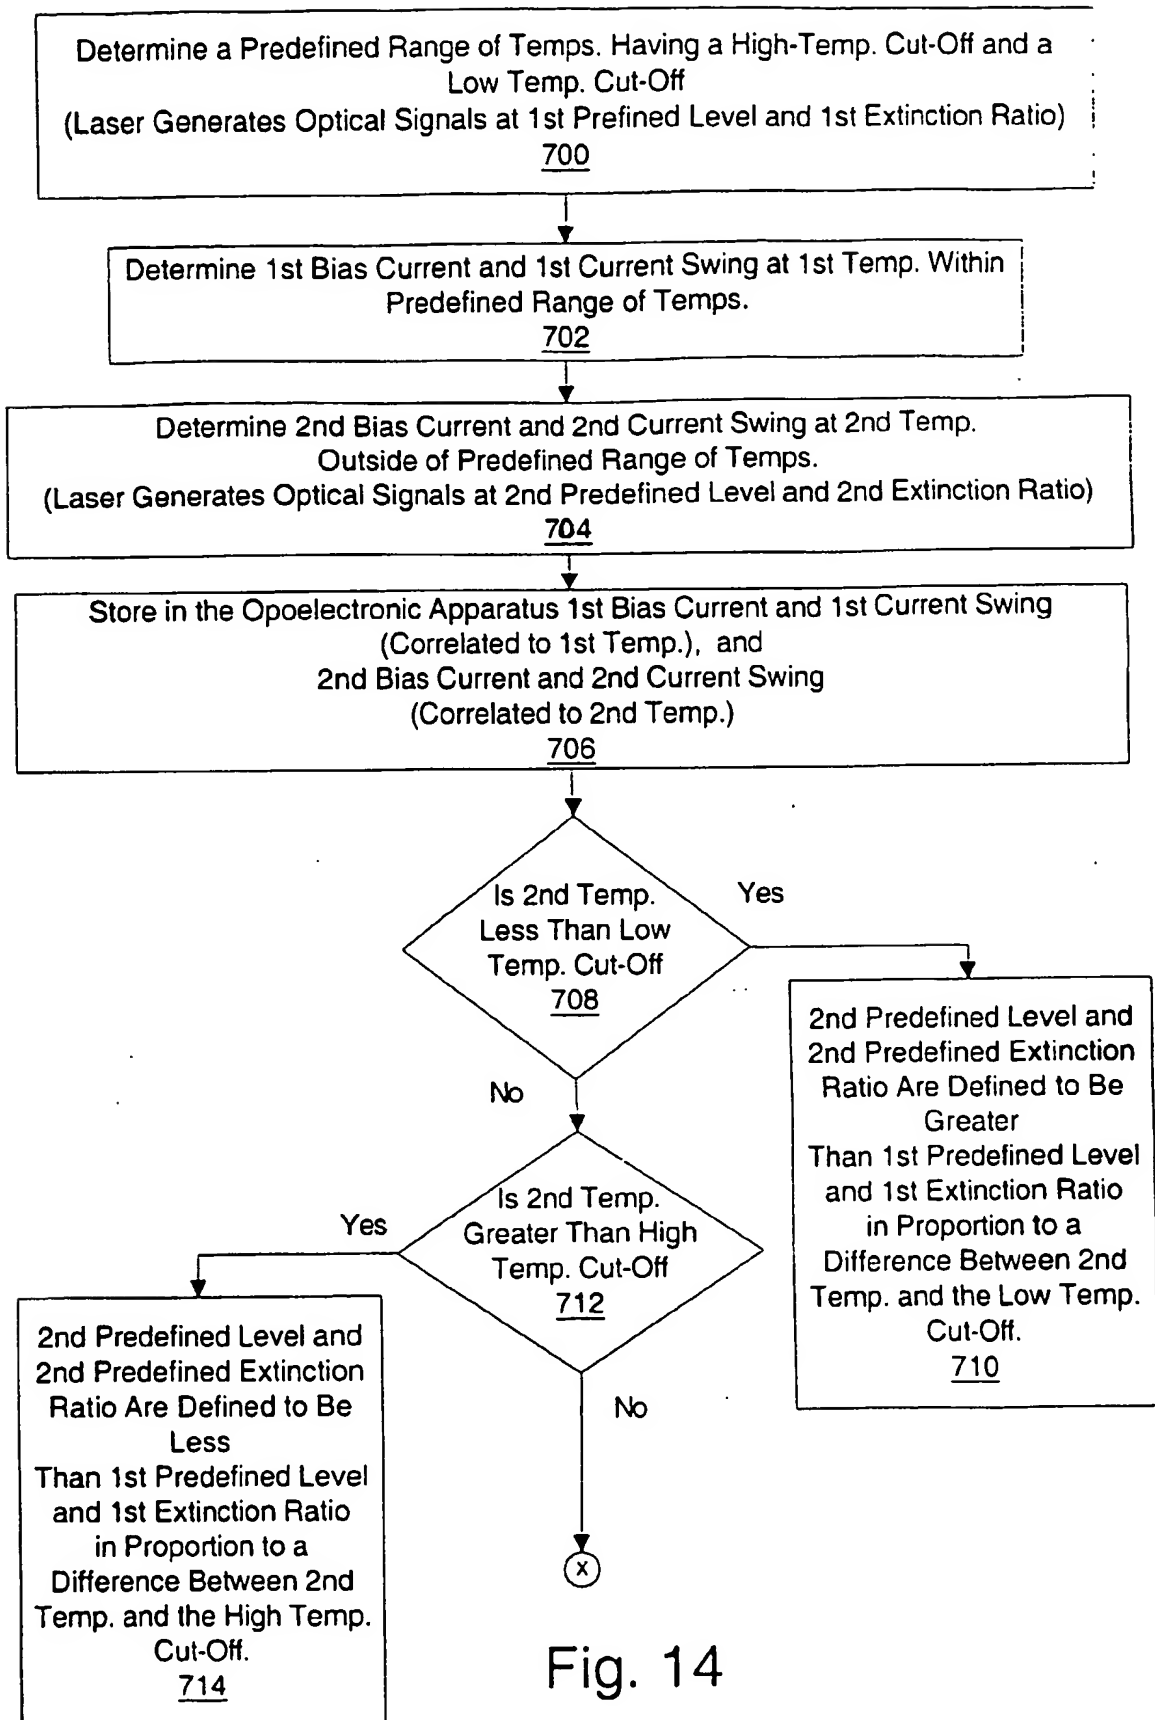 Determine a Predefined Range of Temps. Having a High-Temp. Cut-Off and a
Low Temp. Cut-Off
(Laser Generates Optical Signals at 1st Prefined Level and 1st Extinction Ratio)
700
Determine 1st Bias Current and 1st Current Swing at 1st Temp. Within
Predefined Range of Temps.
702
Determine 2nd Bias Current and 2nd Current Swing at 2nd Temp.
Outside of Predefined Range of Temps.
(Laser Generates Optical Signals at 2nd Predefined Level and 2nd Extinction Ratio)
704
Store in the Opoelectronic Apparatus 1st Bias Current and 1st Current Swing
(Correlated to 1st Temp.), and
2nd Bias Current and 2nd Current Swing
(Correlated to 2nd Temp.)
706
Is 2nd Temp.
Less Than Low
Temp. Cut-Off
708
Yes
No
2nd Predefined Level and
2nd Predefined Extinction
Ratio Are Defined to Be
Greater
Than 1st Predefined Level
and 1st Extinction Ratio
in Proportion to a
Difference Between 2nd
Temp. and the Low Temp.
Cut-Off.
710
Is 2nd Temp.
Greater Than High
Temp. Cut-Off
712
Yes
No
2nd Predefined Level and
2nd Predefined Extinction
Ratio Are Defined to Be
Less
Than 1st Predefined Level
and 1st Extinction Ratio
in Proportion to a
Difference Between 2nd
Temp. and the High Temp.
Cut-Off.
714
X
Fig. 14